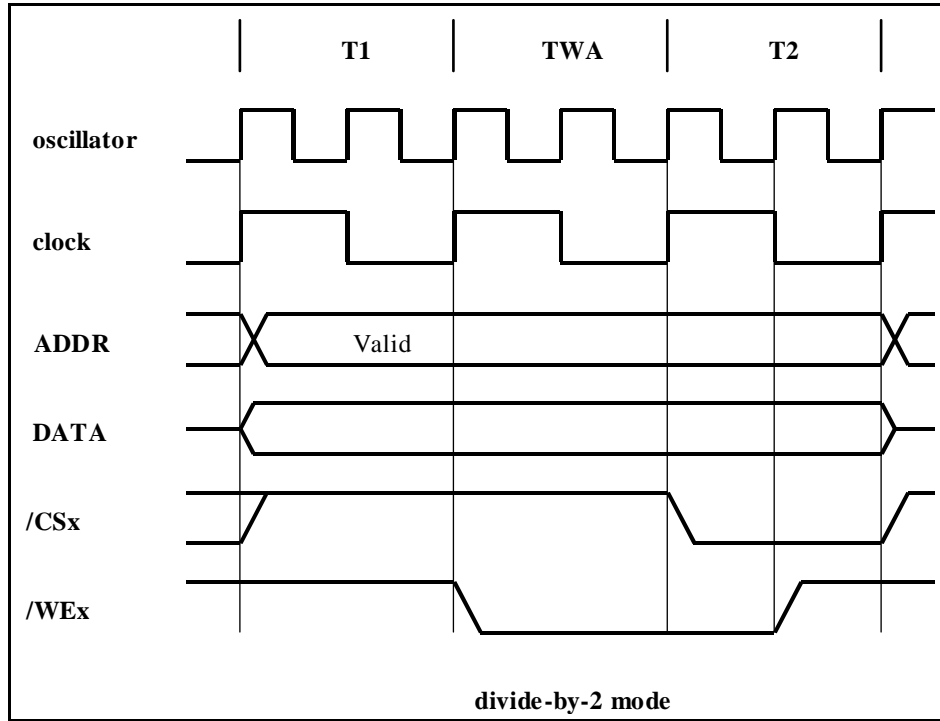 T1 TWA T2
oscillator
clock
ADDR
Valid
DATA
/CSx
/WEx
divide-by-2 mode